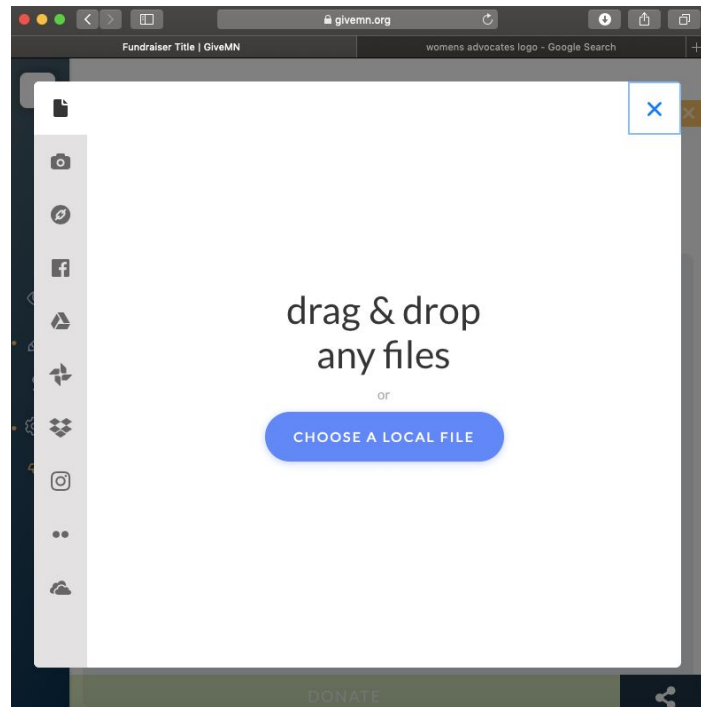 givemn.org
Fundraiser Title | GiveMN
womens advocates logo - Google Search
drag & drop
any files
or
CHOOSE A LOCAL FILE
DONATE